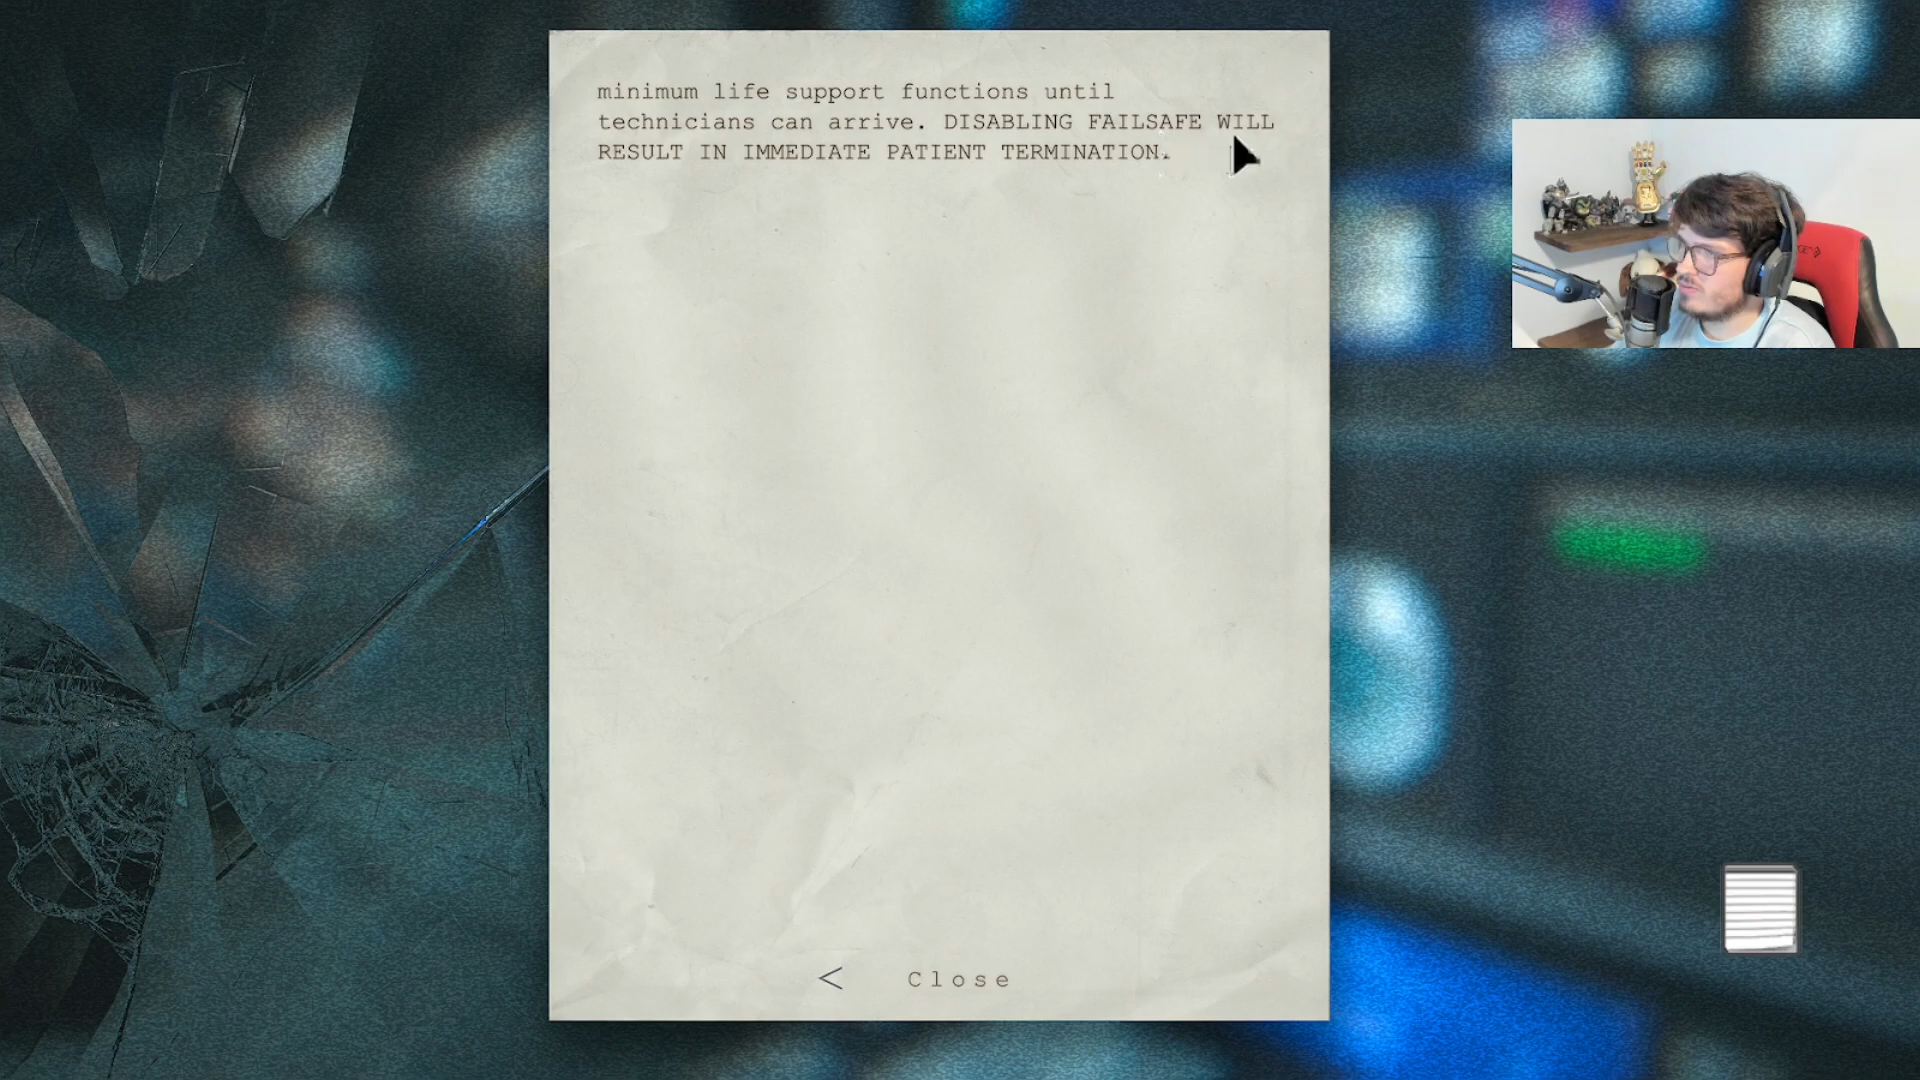 minimum life support functions until
technicians can arrive. DISABLING FAILSAFE WILL
RESULT IN IMMEDIATE PATIENT TERMINATION.
< Close